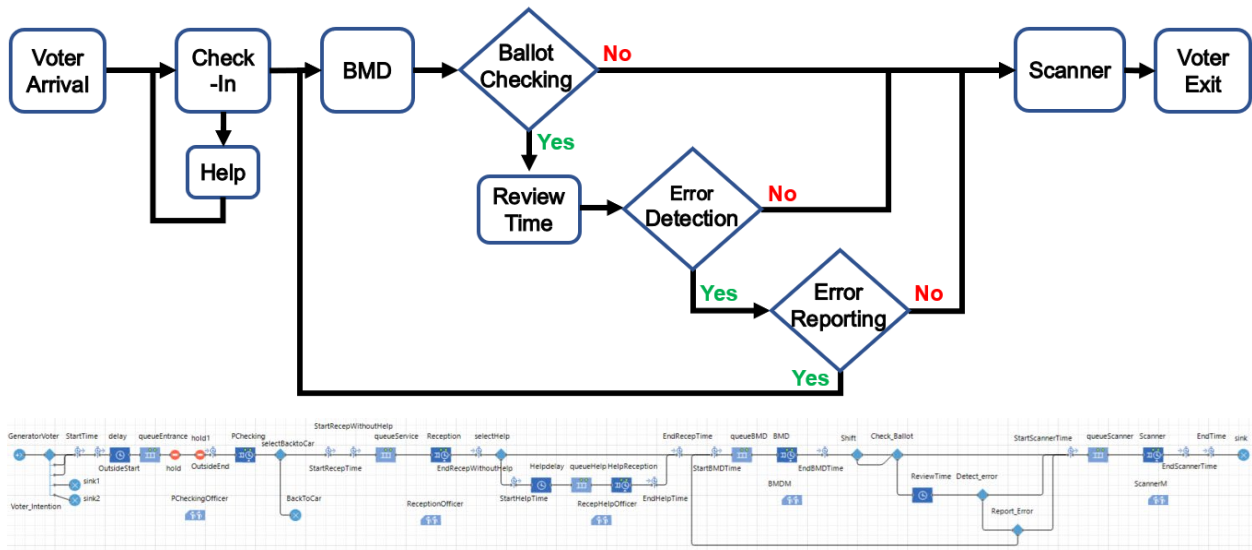 Voter
Arrival
Check
-In
Help
BMD
Ballot
Checking
No
Yes
Review
Time
Error
Detection
No
Yes
Error
Reporting
No
Yes
Scanner
Voter
Exit
GeneratorVoter
StartTime
delay
queueEntrance
hold1
PChecking
selectBacktoCar
StartRecepWithoutHelp
queueService
Reception
selectHelp
EndRecepTime
queueBMD
BMD
Shift
Check_Ballot
StartScannerTime
queueScanner
Scanner
EndTime
sink
OutsideStart
hold
OutsideEnd
StartRecepTime
EndRecepWithoutHelp
StartBMDTime
EndBMDTime
EndScannerTime
sink1
sink2
Voter_Intention
PCheckingOfficer
BackToCar
ReceptionOfficer
Helpdelay
queueHelp
HelpReception
StartHelpTime
EndHelpTime
RecepHelpOfficer
BMDM
ReviewTime
Detect_error
Report_Error
ScannerM